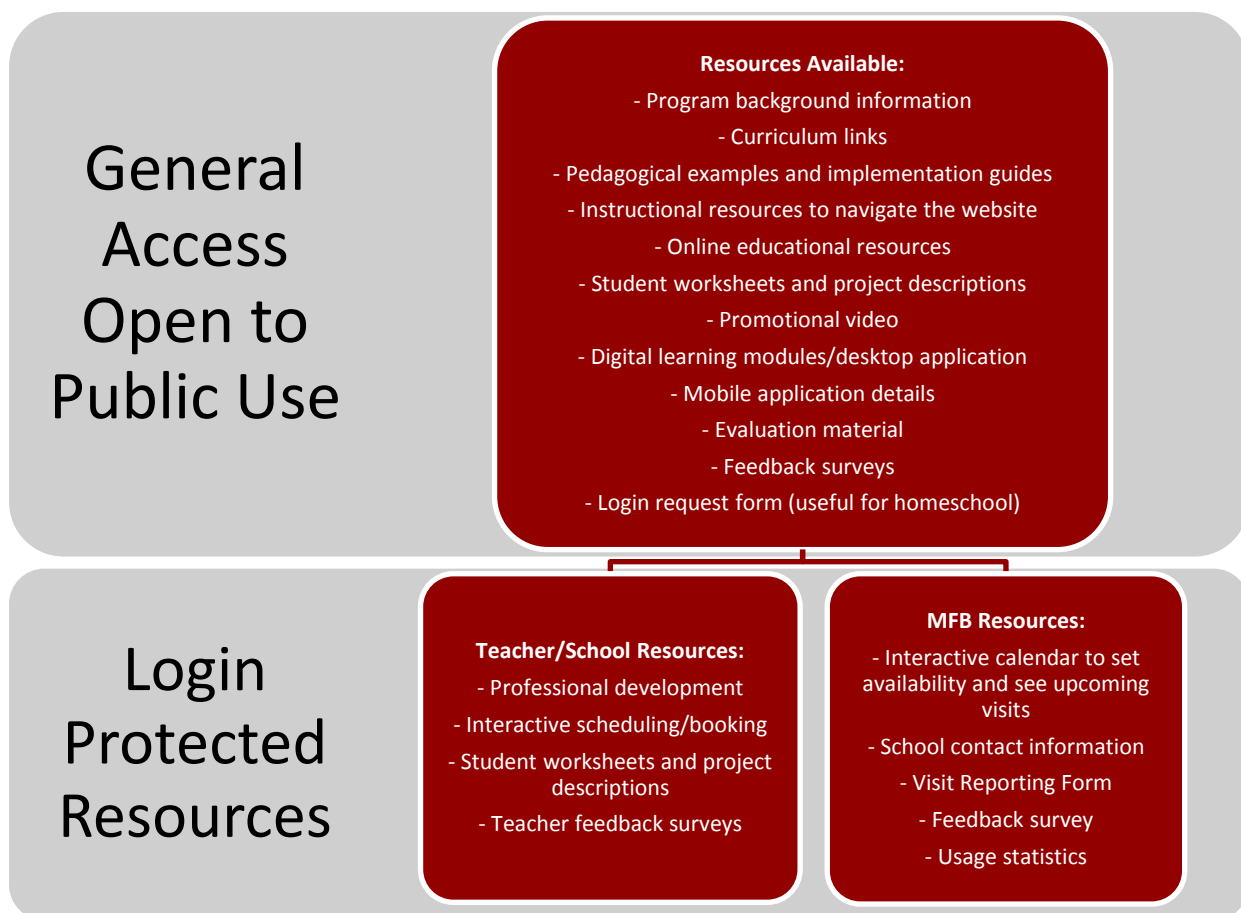 General
Access
Open to
Public Use
Resources Available:
- Program background information
- Curriculum links
- Pedagogical examples and implementation guides
- Instructional resources to navigate the website
- Online educational resources
- Student worksheets and project descriptions
- Promotional video
- Digital learning modules/desktop application
- Mobile application details
- Evaluation material
- Feedback surveys
- Login request form (useful for homeschool)
Login
Protected
Resources
Teacher/School Resources:
- Professional development
- Interactive scheduling/booking
- Student worksheets and project
descriptions
- Teacher feedback surveys
MFB Resources:
- Interactive calendar to set
availability and see upcoming
visits
- School contact information
- Visit Reporting Form
- Feedback survey
- Usage statistics